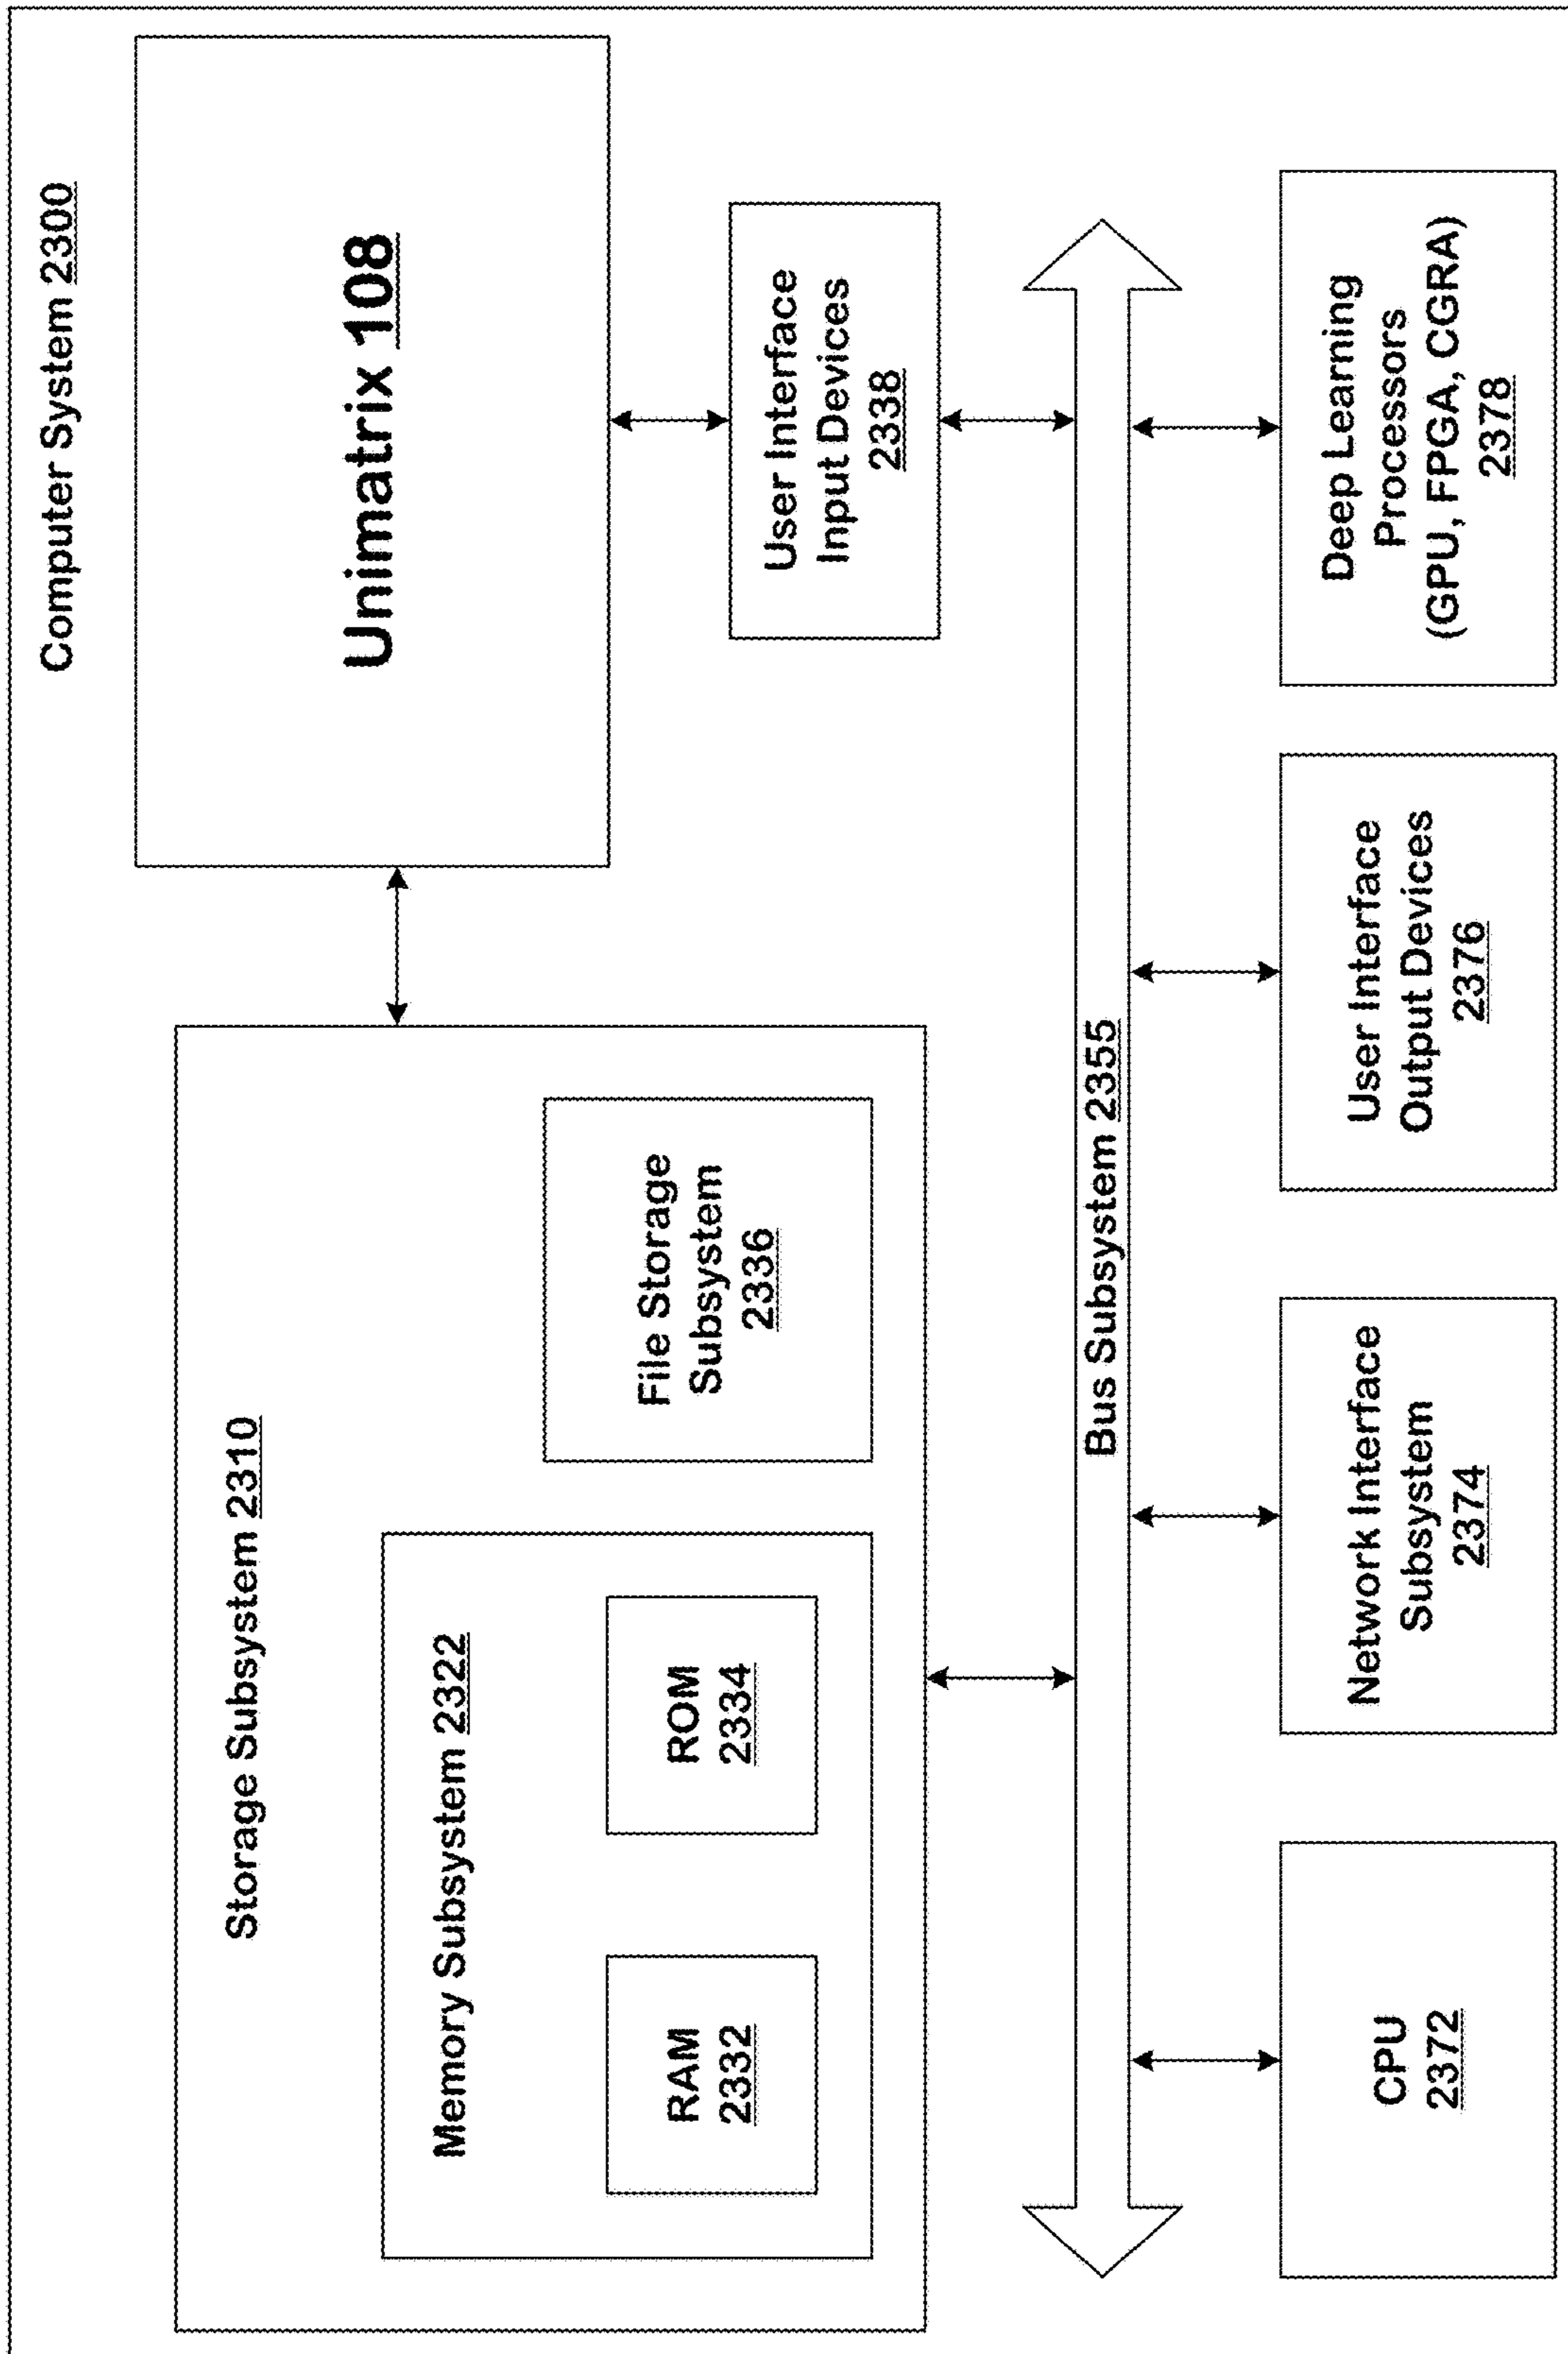 Computer System 2300
Storage Subsystem 2310
Unimatrix 108
Memory Subsystem 2322
RAM
2332
ROM
2334
File Storage
Subsystem
2336
User Interface
Input Devices
2338
Bus Subsystem 2355
CPU
2372
Network Interface
Subsystem
2374
User Interface
Output Devices
2376
Deep Learning
Processors
(GPU, FPGA, CGRA)
2378